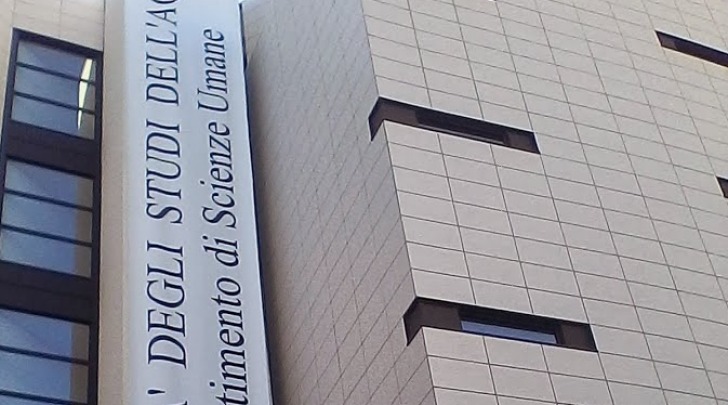 DEGLI STUDI DELL'A
timento di Scienze Umane